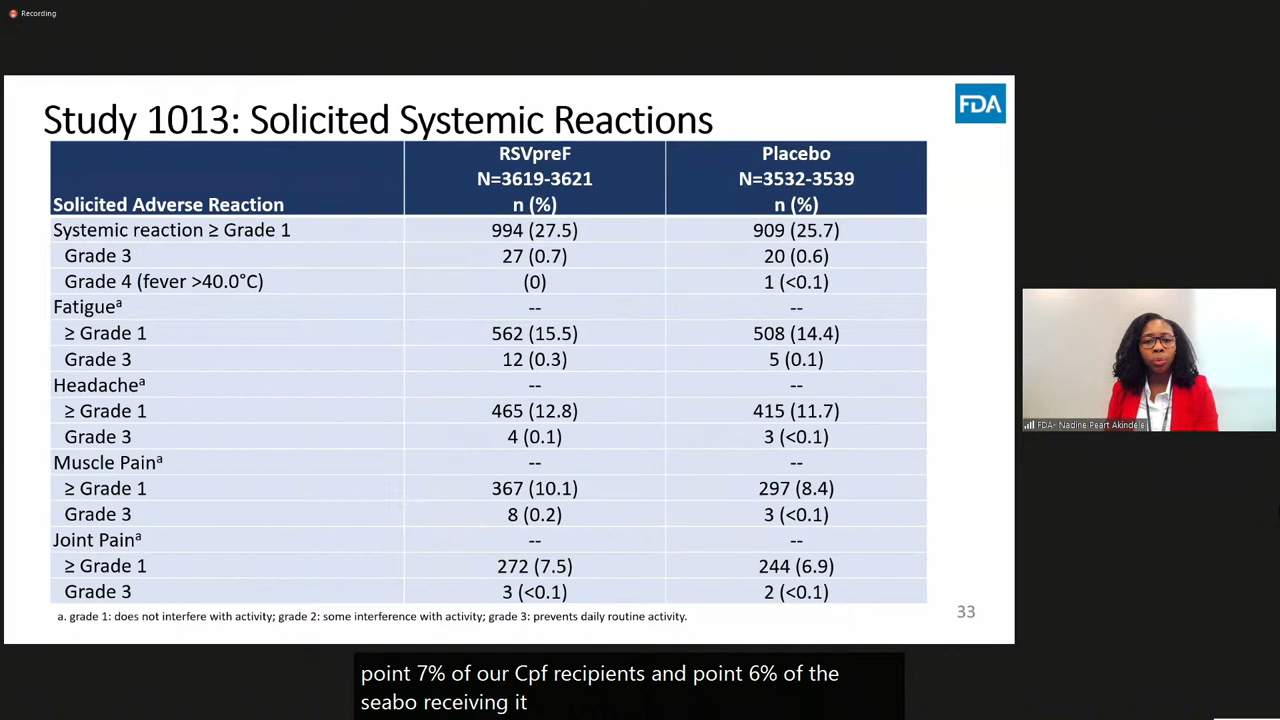 Recording
FDA
Study 1013: Solicited Systemic Reactions
Solicited Adverse Reaction RSVpreF N=3619-3621 n (%) Placebo N=3532-3539 n (%)
Systemic reaction ≥ Grade 1 994 (27.5) 909 (25.7)
Grade 3 27 (0.7) 20 (0.6)
Grade 4 (fever >40.0°C) (0) 1 (<0.1)
Fatigueᵃ -- --
≥ Grade 1 562 (15.5) 508 (14.4)
Grade 3 12 (0.3) 5 (0.1)
Headacheᵃ -- --
≥ Grade 1 465 (12.8) 415 (11.7)
Grade 3 4 (0.1) 3 (<0.1)
Muscle Painᵃ -- --
≥ Grade 1 367 (10.1) 297 (8.4)
Grade 3 8 (0.2) 3 (<0.1)
Joint Painᵃ -- --
≥ Grade 1 272 (7.5) 244 (6.9)
Grade 3 3 (<0.1) 2 (<0.1)
a. grade 1: does not interfere with activity; grade 2: some interference with activity; grade 3: prevents daily routine activity.
33
FDA- Nadine Peart Akindele
point 7% of our Cpf recipients and point 6% of the
seabo receiving it